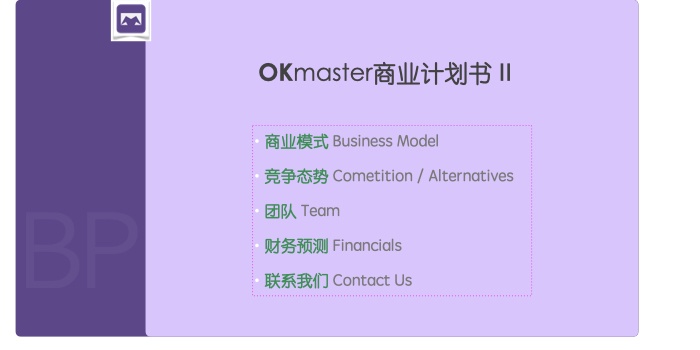 OKmaster商业计划书 II
商业模式 Business Model
竞争态势 Cometition / Alternatives
团队 Team
财务预测 Financials
联系我们 Contact Us
BP